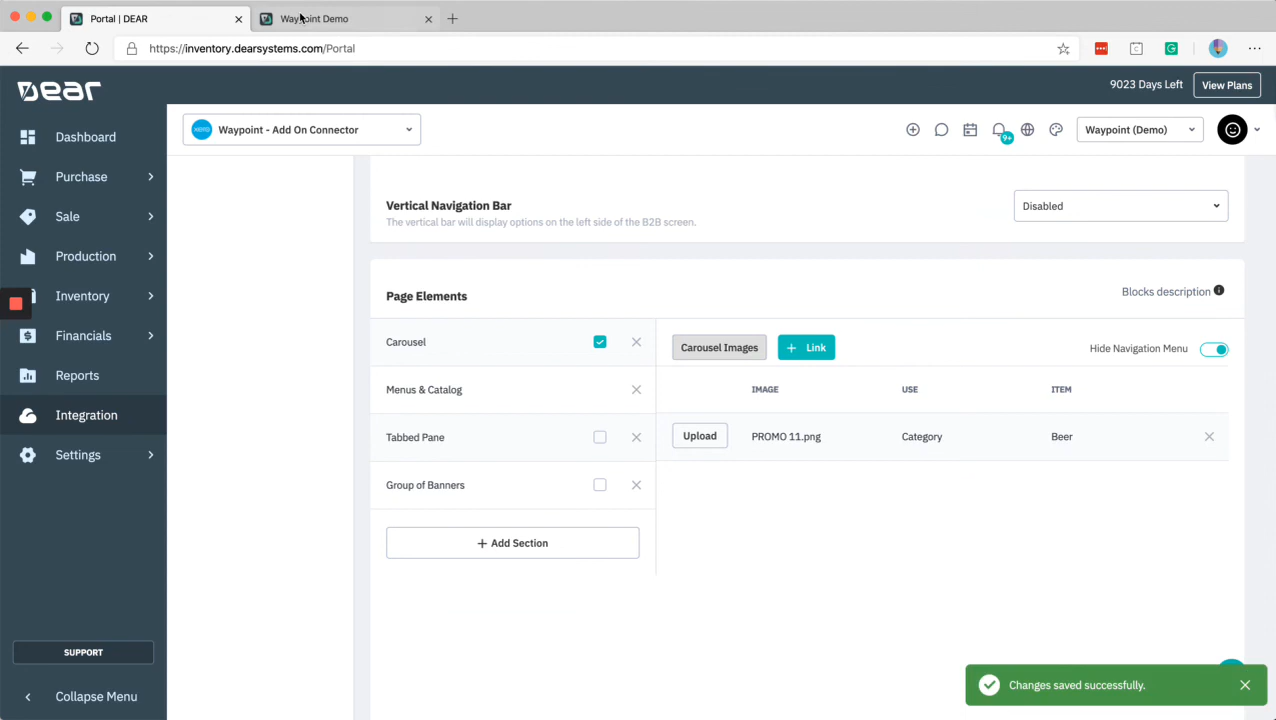 Portal | DEAR
Waypoint Demo
https://inventory.dearsystems.com/Portal
DEAR
9023 Days Left
View Plans
Dashboard
Waypoint - Add On Connector
9+
Waypoint (Demo)
Purchase
Sale
Production
Inventory
Financials
Reports
Integration
Settings
SUPPORT
Collapse Menu
Vertical Navigation Bar
The vertical bar will display options on the left side of the B2B screen.
Disabled
Page Elements
Blocks description
Carousel
Carousel Images
+ Link
Hide Navigation Menu
Menus & Catalog
IMAGE
USE
ITEM
Tabbed Pane
Upload
PROMO 11.png
Category
Beer
Group of Banners
+ Add Section
Changes saved successfully.